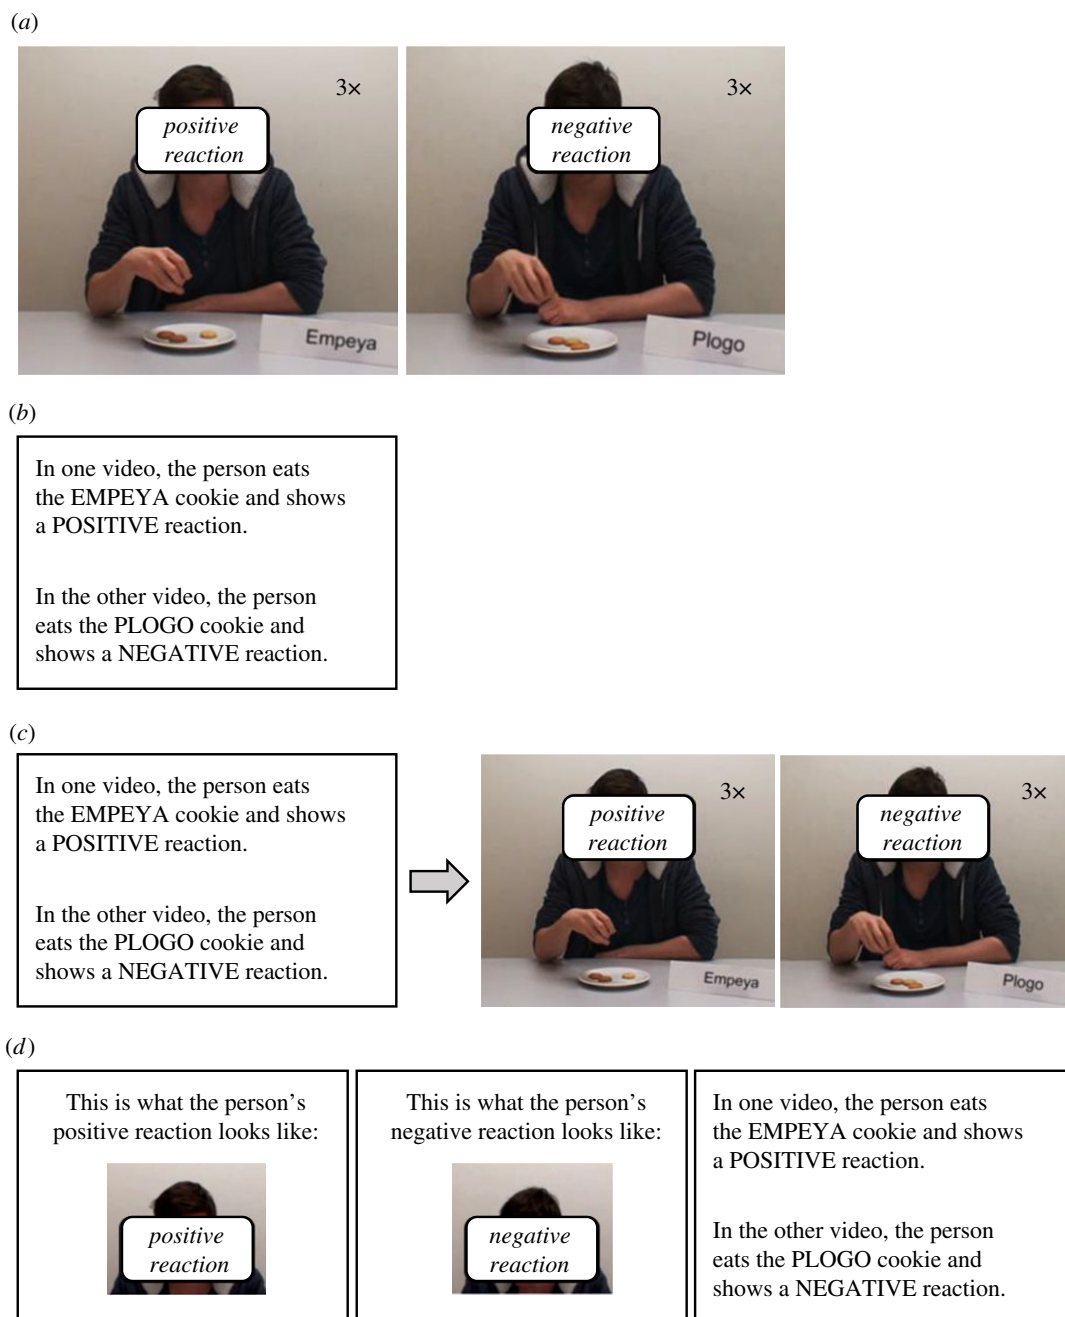 (a)
3×
positive
reaction
Empeya
3×
negative
reaction
Plogo
(b)
In one video, the person eats
the EMPEYA cookie and shows
a POSITIVE reaction.
In the other video, the person
eats the PLOGO cookie and
shows a NEGATIVE reaction.
(c)
In one video, the person eats
the EMPEYA cookie and shows
a POSITIVE reaction.
In the other video, the person
eats the PLOGO cookie and
shows a NEGATIVE reaction.
3×
positive
reaction
Empeya
3×
negative
reaction
Plogo
(d)
This is what the person's
positive reaction looks like:
positive
reaction
This is what the person's
negative reaction looks like:
negative
reaction
In one video, the person eats
the EMPEYA cookie and shows
a POSITIVE reaction.
In the other video, the person
eats the PLOGO cookie and
shows a NEGATIVE reaction.